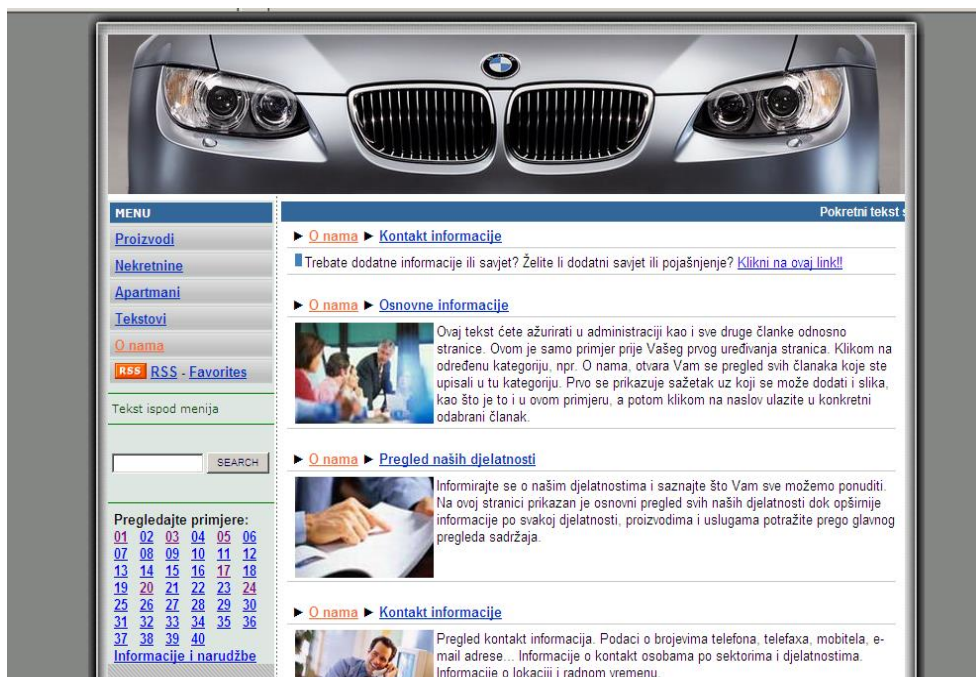 MENU
Proizvodi
Nekretnine
Apartmani
Tekstovi
O nama
RSS RSS - Favorites
Tekst ispod menija
SEARCH
Pregledajte primjere:
01 02 03 04 05 06
07 08 09 10 11 12
13 14 15 16 17 18
19 20 21 22 23 24
25 26 27 28 29 30
31 32 33 34 35 36
37 38 39 40
Informacije i narudžbe
Pokretni tekst s
► O nama ► Kontakt informacije
Trebate dodatne informacije ili savjet? Želite li dodatni savjet ili pojašnjenje? Klikni na ovaj link!!
► O nama ► Osnovne informacije
Ovaj tekst ćete ažurirati u administraciji kao i sve druge članke odnosno
stranice. Ovom je samo primjer prije Vašeg prvog uređivanja stranica. Klikom na
određenu kategoriju, npr. O nama, otvara Vam se pregled svih članaka koje ste
upisali u tu kategoriju. Prvo se prikazuje sažetak uz koji se može dodati i slika,
kao što je to i u ovom primjeru, a potom klikom na naslov ulazite u konkretni
odabrani članak.
► O nama ► Pregled naših djelatnosti
Informirajte se o našim djelatnostima i saznajte što Vam sve možemo ponuditi.
Na ovoj stranici prikazan je osnovni pregled svih naših djelatnosti dok opširnije
informacije po svakoj djelatnosti, proizvodima i uslugama potražite prego glavnog
pregleda sadržaja.
► O nama ► Kontakt informacije
Pregled kontakt informacija. Podaci o brojevima telefona, telefaxa, mobitela, e-
mail adrese... Informacije o kontakt osobama po sektorima i djelatnostima.
Informacije o lokaciji i radnom vremenu.